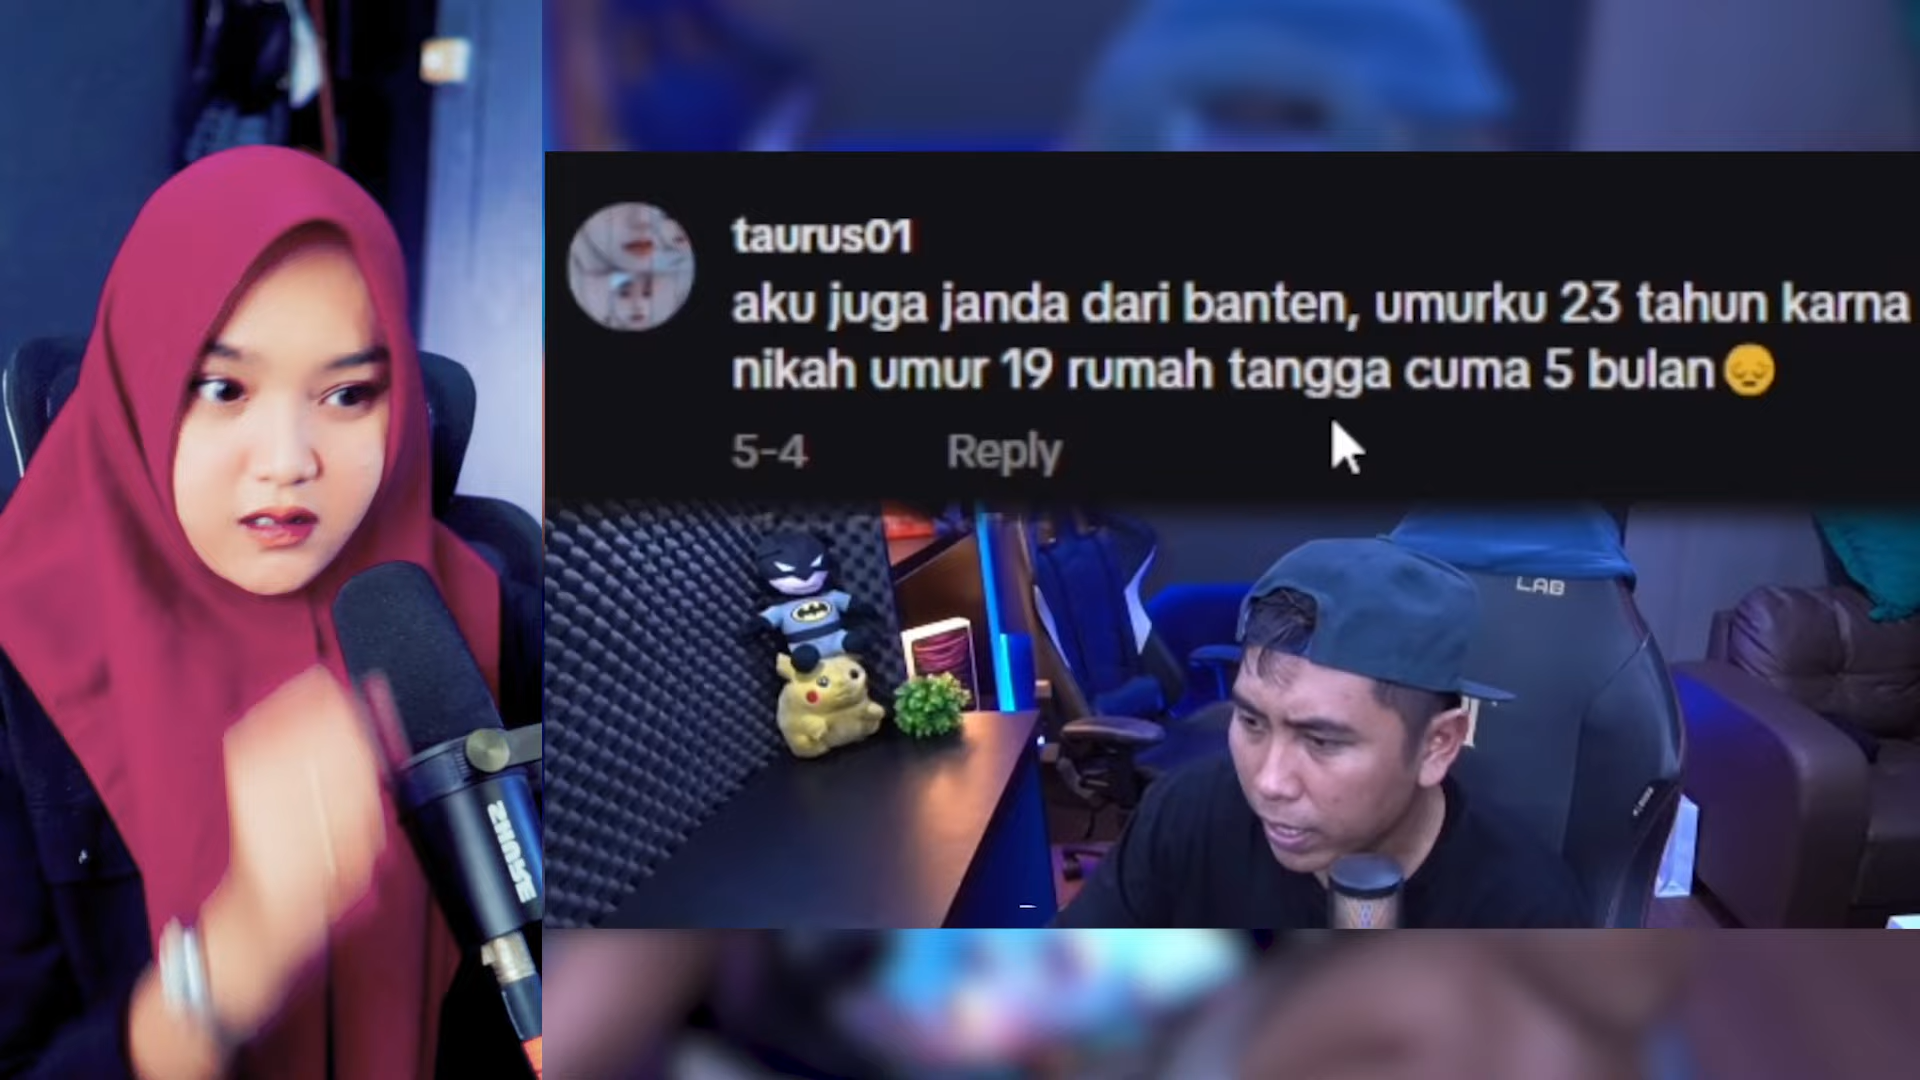 taurus01
aku juga janda dari banten, umurku 23 tahun karna
nikah umur 19 rumah tangga cuma 5 bulan😔
5-4 Reply
LAB
SHURE